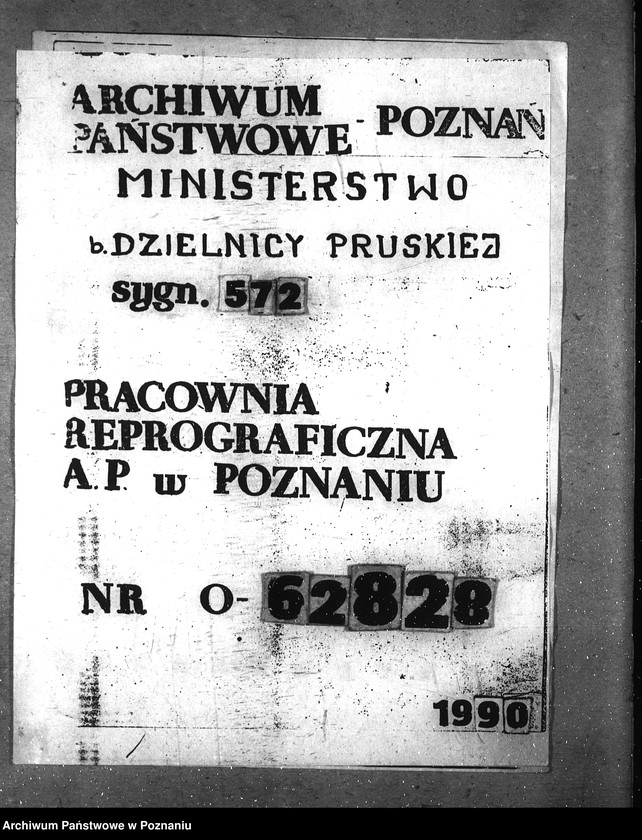 ARCHIWUM
PAŃSTWOWE - POZNAŃ
MINISTERSTWO
b. DZIELNICY PRUSKIEJ
sygn. 572
PRACOWNIA
REPROGRAFICZNA
A.P. w POZNANIU
NR O-62828
1990
Archiwum Państwowe w Poznaniu